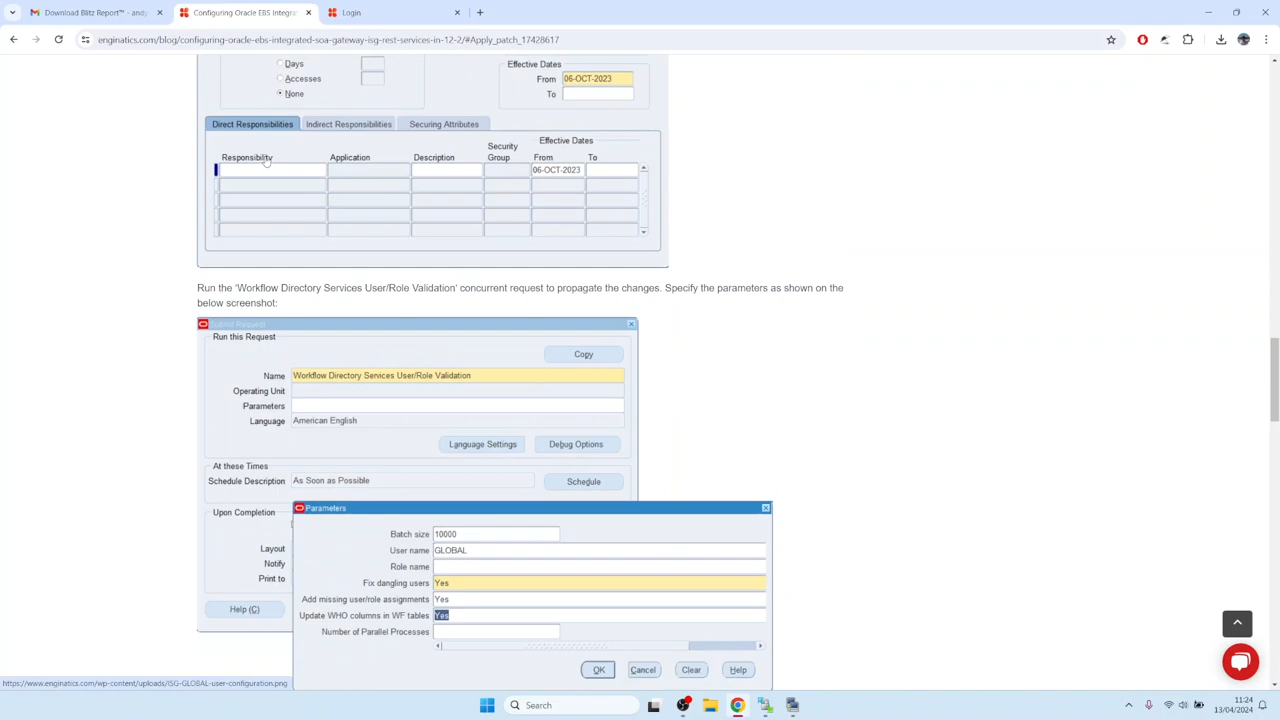 Download Blitz Report™ - andy
Configuring Oracle EBS Integrat
Login
enginatics.com/blog/configuring-oracle-ebs-integrated-soa-gateway-isg-rest-services-in-12-2/#Apply_patch_17428617
Days
Accesses
None
Effective Dates
From 06-OCT-2023
To
Direct Responsibilities Indirect Responsibilities Securing Attributes
Effective Dates
Security
Responsibility Application Description Group From To
06-OCT-2023
Run the ‘Workflow Directory Services User/Role Validation’ concurrent request to propagate the changes. Specify the parameters as shown on the
below screenshot:
Submit Request
Run this Request
Copy
Name Workflow Directory Services User/Role Validation
Operating Unit
Parameters
Language American English
Language Settings Debug Options
At these Times
Schedule Description As Soon as Possible Schedule
Upon Completion
Layout
Notify
Print to
Help (C)
Parameters
Batch size 10000
User name GLOBAL
Role name
Fix dangling users Yes
Add missing user/role assignments Yes
Update WHO columns in WF tables Yes
Number of Parallel Processes
OK Cancel Clear Help
https://www.enginatics.com/wp-content/uploads/ISG-GLOBAL-user-configuration.png
Search
11:24
13/04/2024